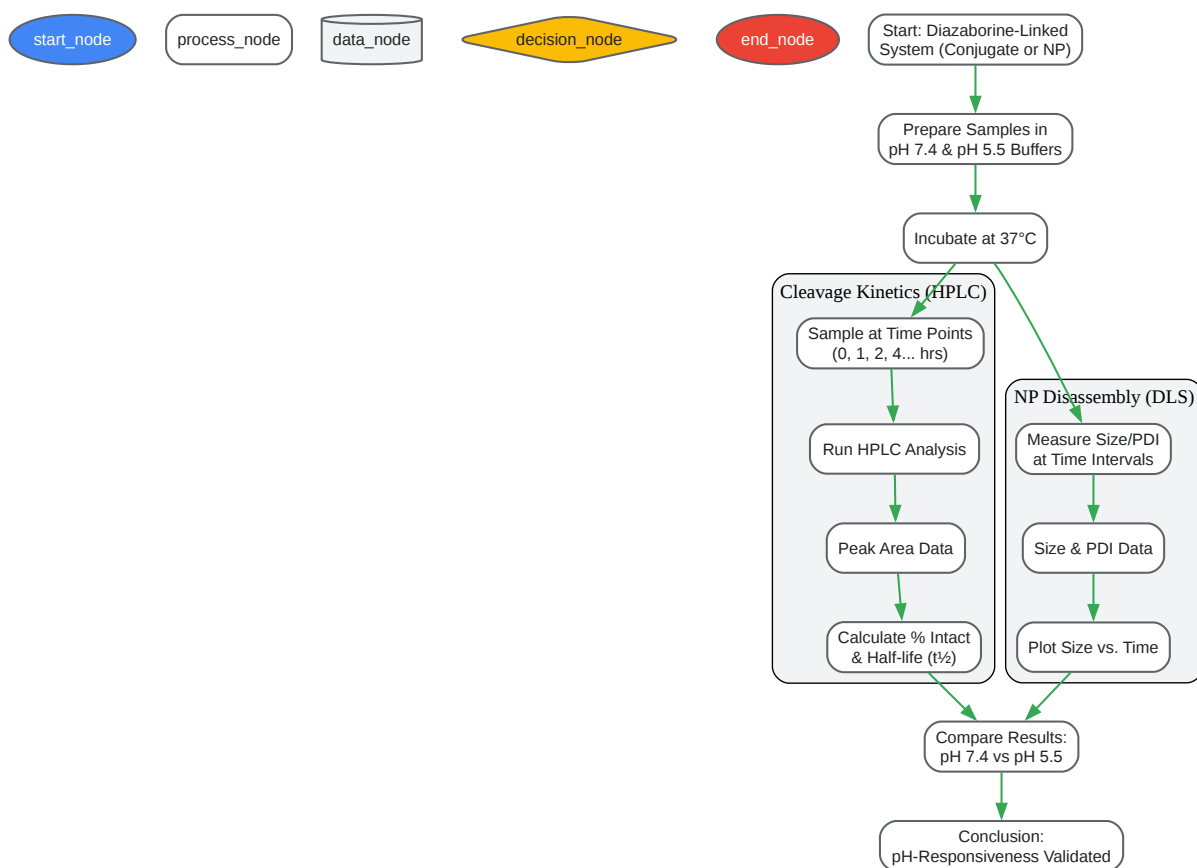 start_node
process_node
data_node
decision_node
end_node
Start: Diazaborine-Linked
System (Conjugate or NP)
Prepare Samples in
pH 7.4 & pH 5.5 Buffers
Incubate at 37°C
Cleavage Kinetics (HPLC)
Sample at Time Points
(0, 1, 2, 4... hrs)
Run HPLC Analysis
Peak Area Data
Calculate % Intact
& Half-life (t½)
NP Disassembly (DLS)
Measure Size/PDI
at Time Intervals
Size & PDI Data
Plot Size vs. Time
Compare Results:
pH 7.4 vs pH 5.5
Conclusion:
pH-Responsiveness Validated